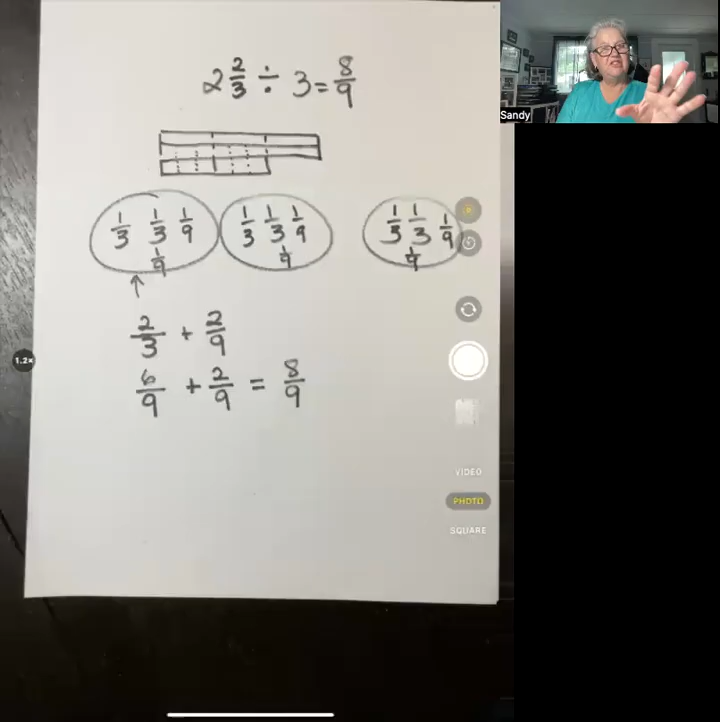 2 2/3 ÷ 3 = 8/9
Sandy
1/3 1/3 1/9 1/3 1/3 1/9 1/3 1/3 1/9
1/9 1/9 1/9
2/3 + 2/9
1.2×
6/9 + 2/9 = 8/9
VIDEO
PHOTO
SQUARE